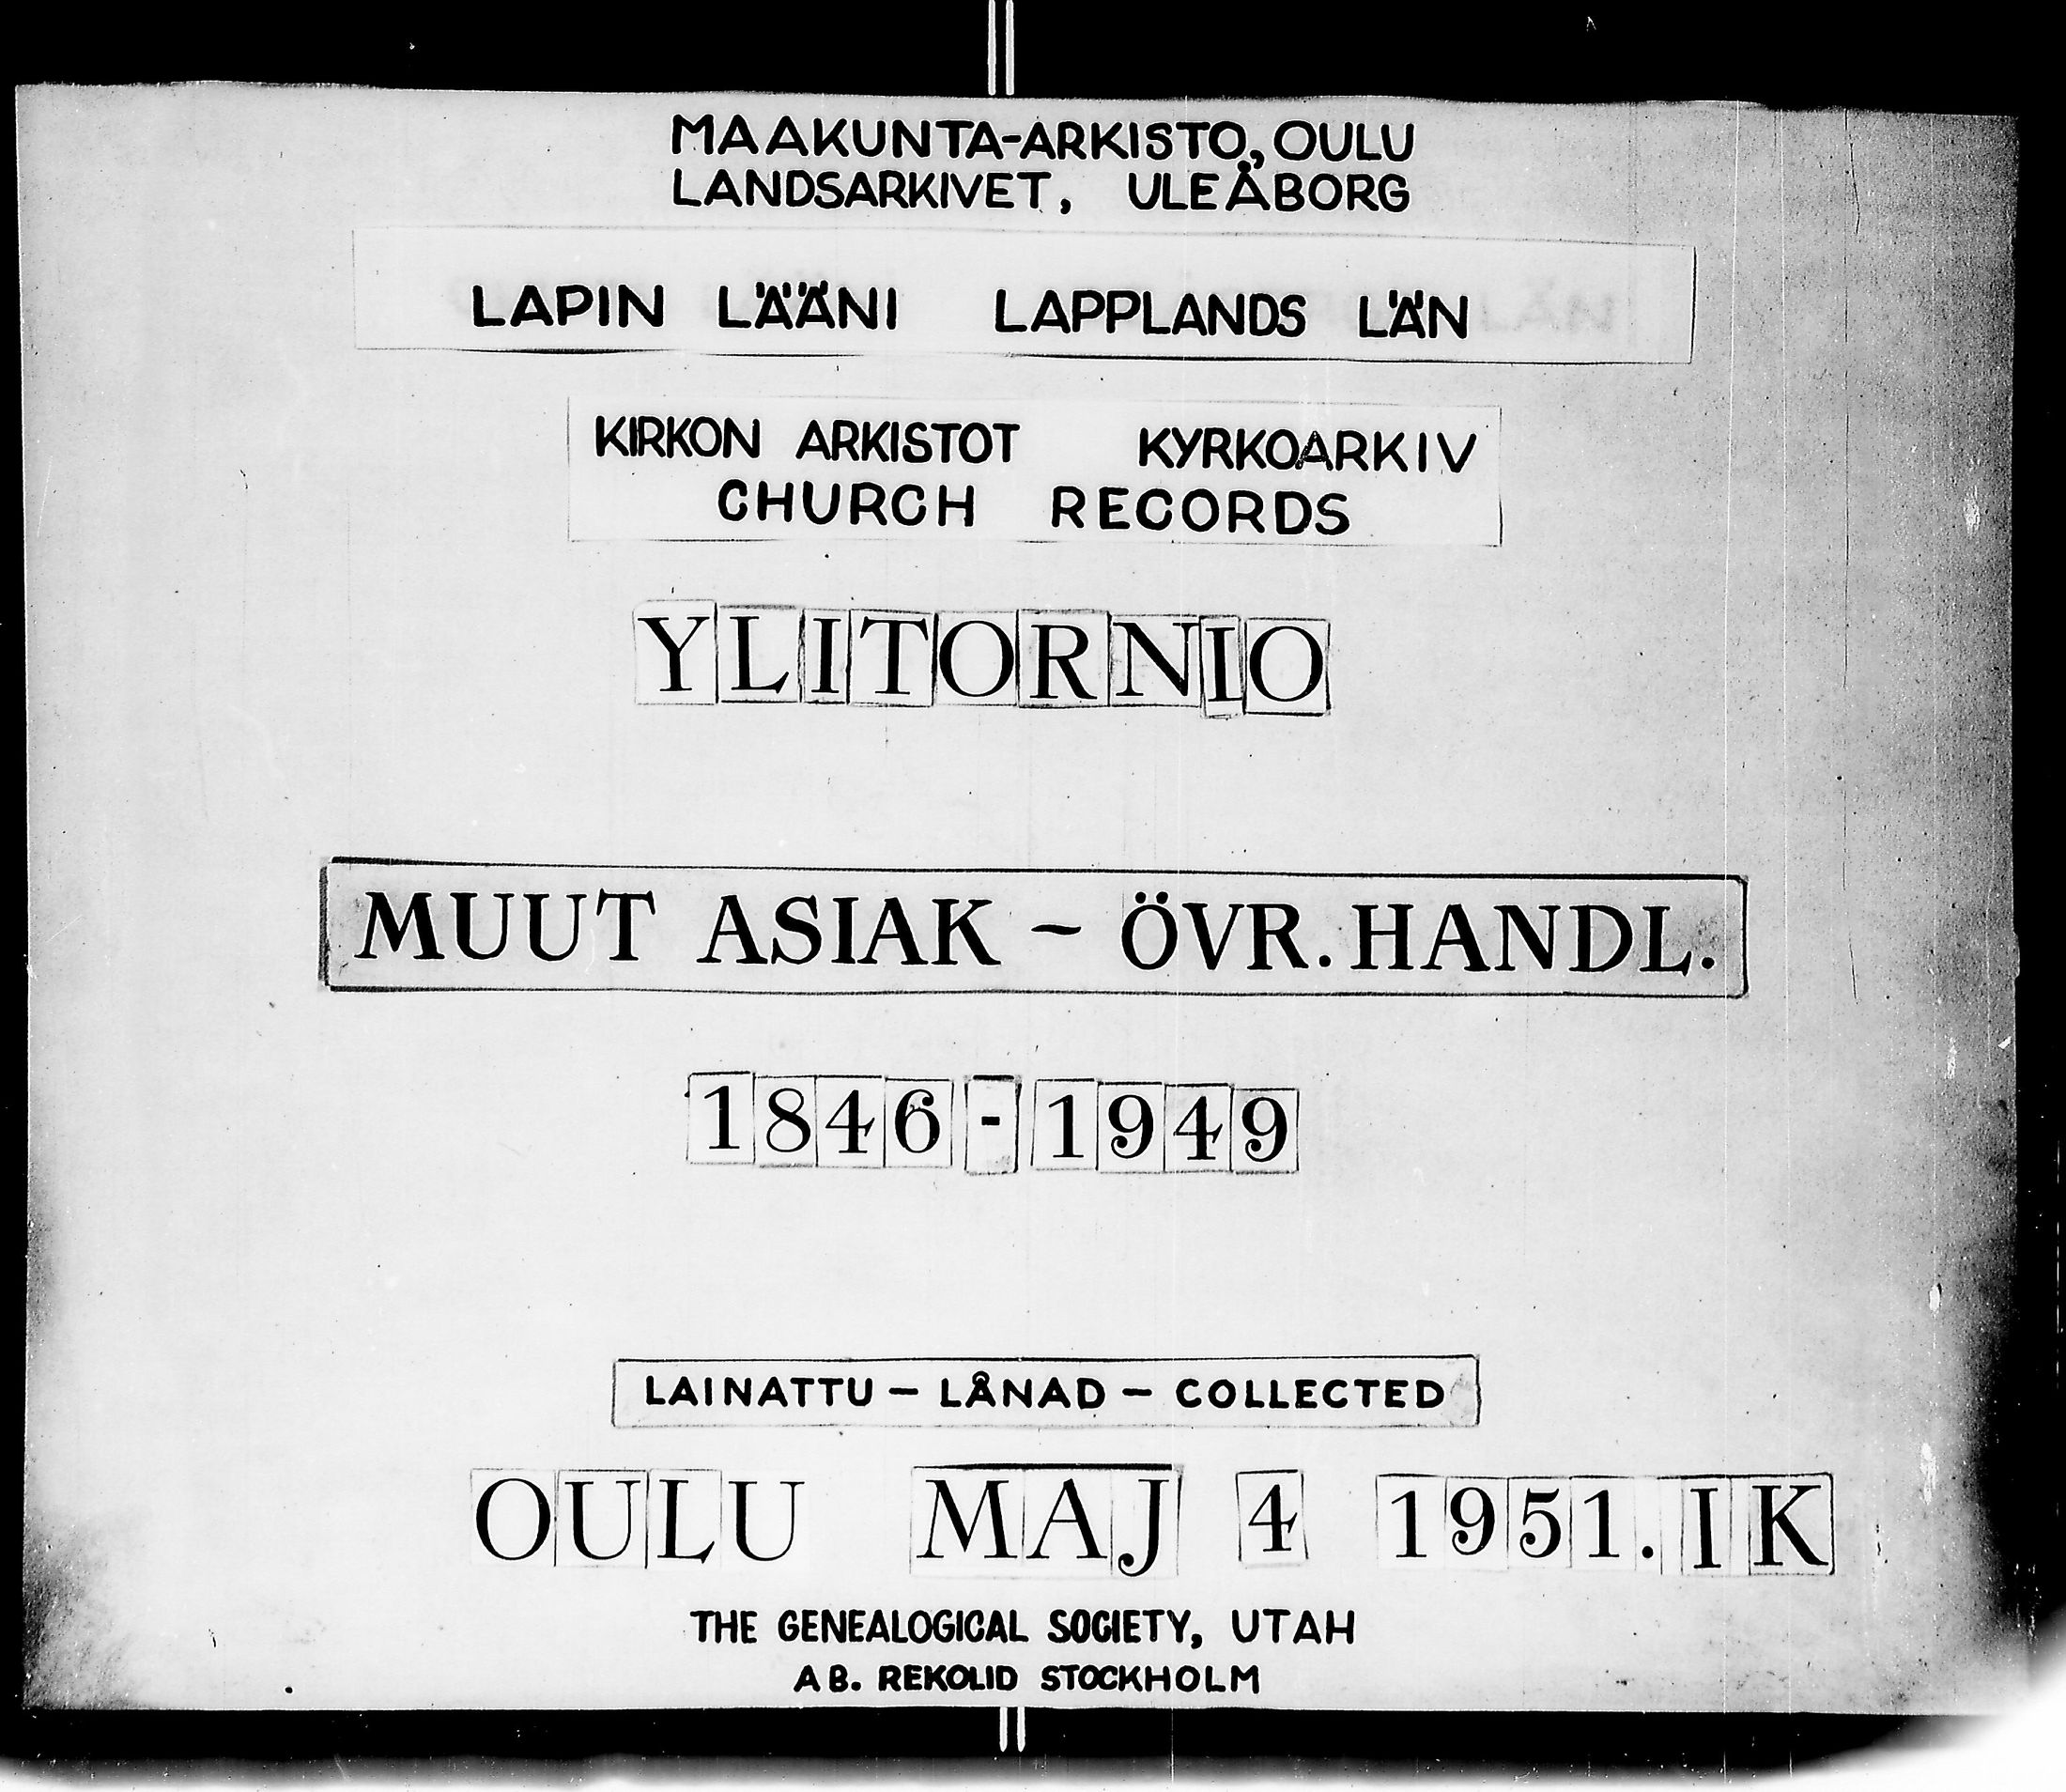 MAAKUNTA-ARKISTO, OULU
LANDSARKIVET, ULEÅBORG
LAPIN LÄÄNI LAPPLANDS LÄN
KIRKON ARKISTOT KYRKOARKIV
CHURCH RECORDS
YLITORNIO
MUUT ASIAK - ÖVR. HANDL.
1846-1949
LAINATTU - LÅNAD - COLLECTED
OULU MAJ 4 1951. IK
THE GENEALOGICAL SOCIETY, UTAH
AB. REKOLID STOCKHOLM